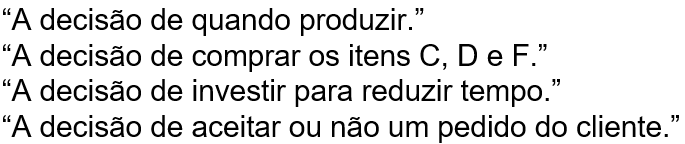 “A decisão de quando produzir.”
“A decisão de comprar os itens C, D e F.”
“A decisão de investir para reduzir tempo.”
“A decisão de aceitar ou não um pedido do cliente.”